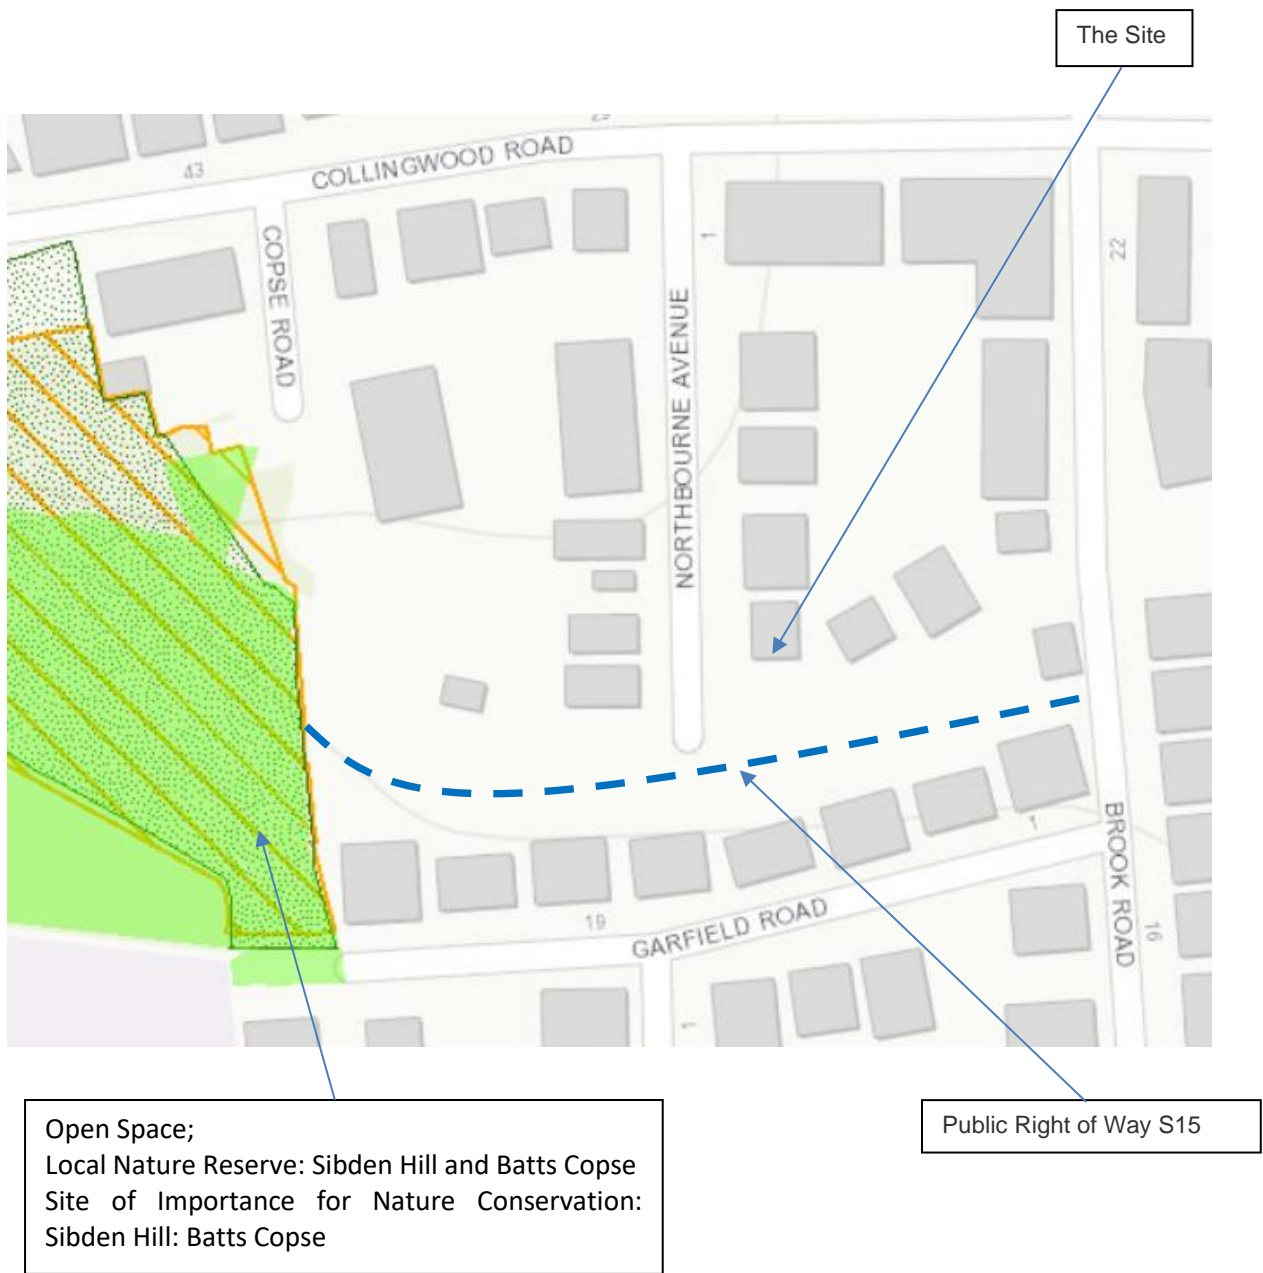 The Site
43
COLLINGWOOD ROAD
COPSE ROAD
1
NORTHBOURNE AVENUE
22
1
BROOK ROAD
19
GARFIELD ROAD
16
1
Open Space;
Local Nature Reserve: Sibden Hill and Batts Copse
Site of Importance for Nature Conservation:
Sibden Hill: Batts Copse
Public Right of Way S15